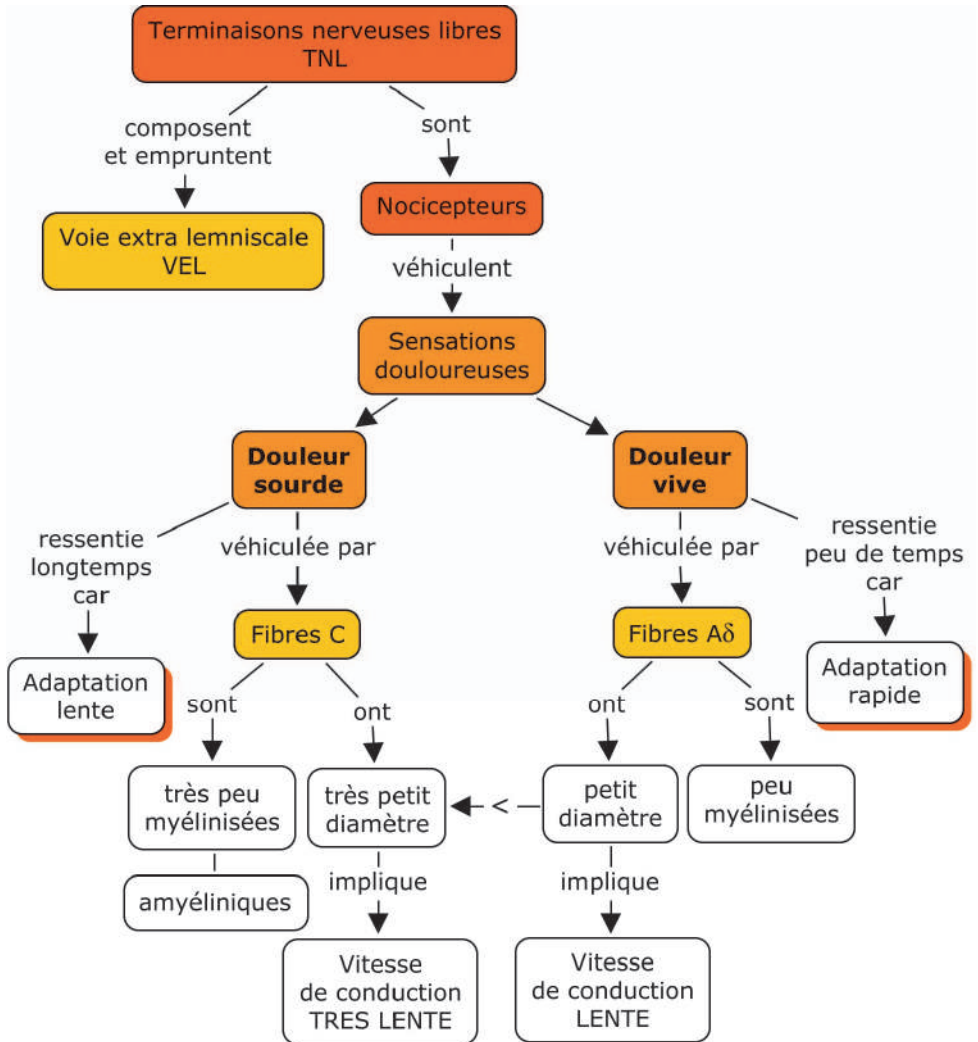 Terminaisons nerveuses libres
TNL
composent
et empruntent
sont
Voie extra lemniscale
VEL
Nocicepteurs
véhiculent
Sensations
douloureuses
Douleur
sourde
Douleur
vive
ressentie
longtemps
car
véhiculée par
véhiculée par
ressentie
peu de temps
car
Adaptation
lente
Fibres C
Fibres Aδ
Adaptation
rapide
sont
ont
ont
sont
très peu
myélinisées
très petit
diamètre
<
petit
diamètre
peu
myélinisées
amyéliniques
implique
implique
Vitesse
de conduction
TRES LENTE
Vitesse
de conduction
LENTE